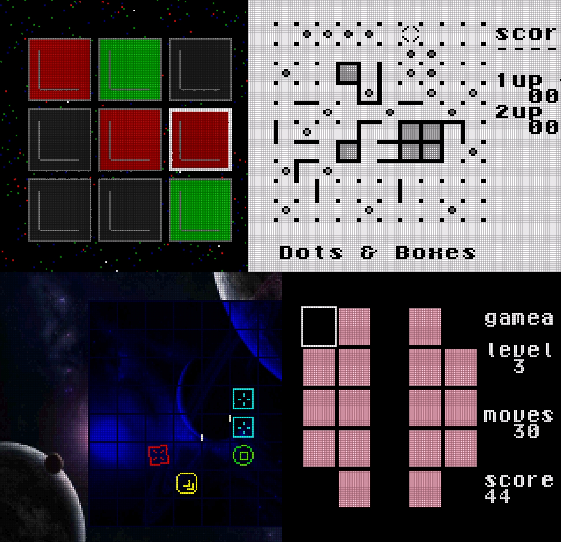 scor
----
1up
00
2up
00
Dots & Boxes
gamea
level
3
moves
30
score
44